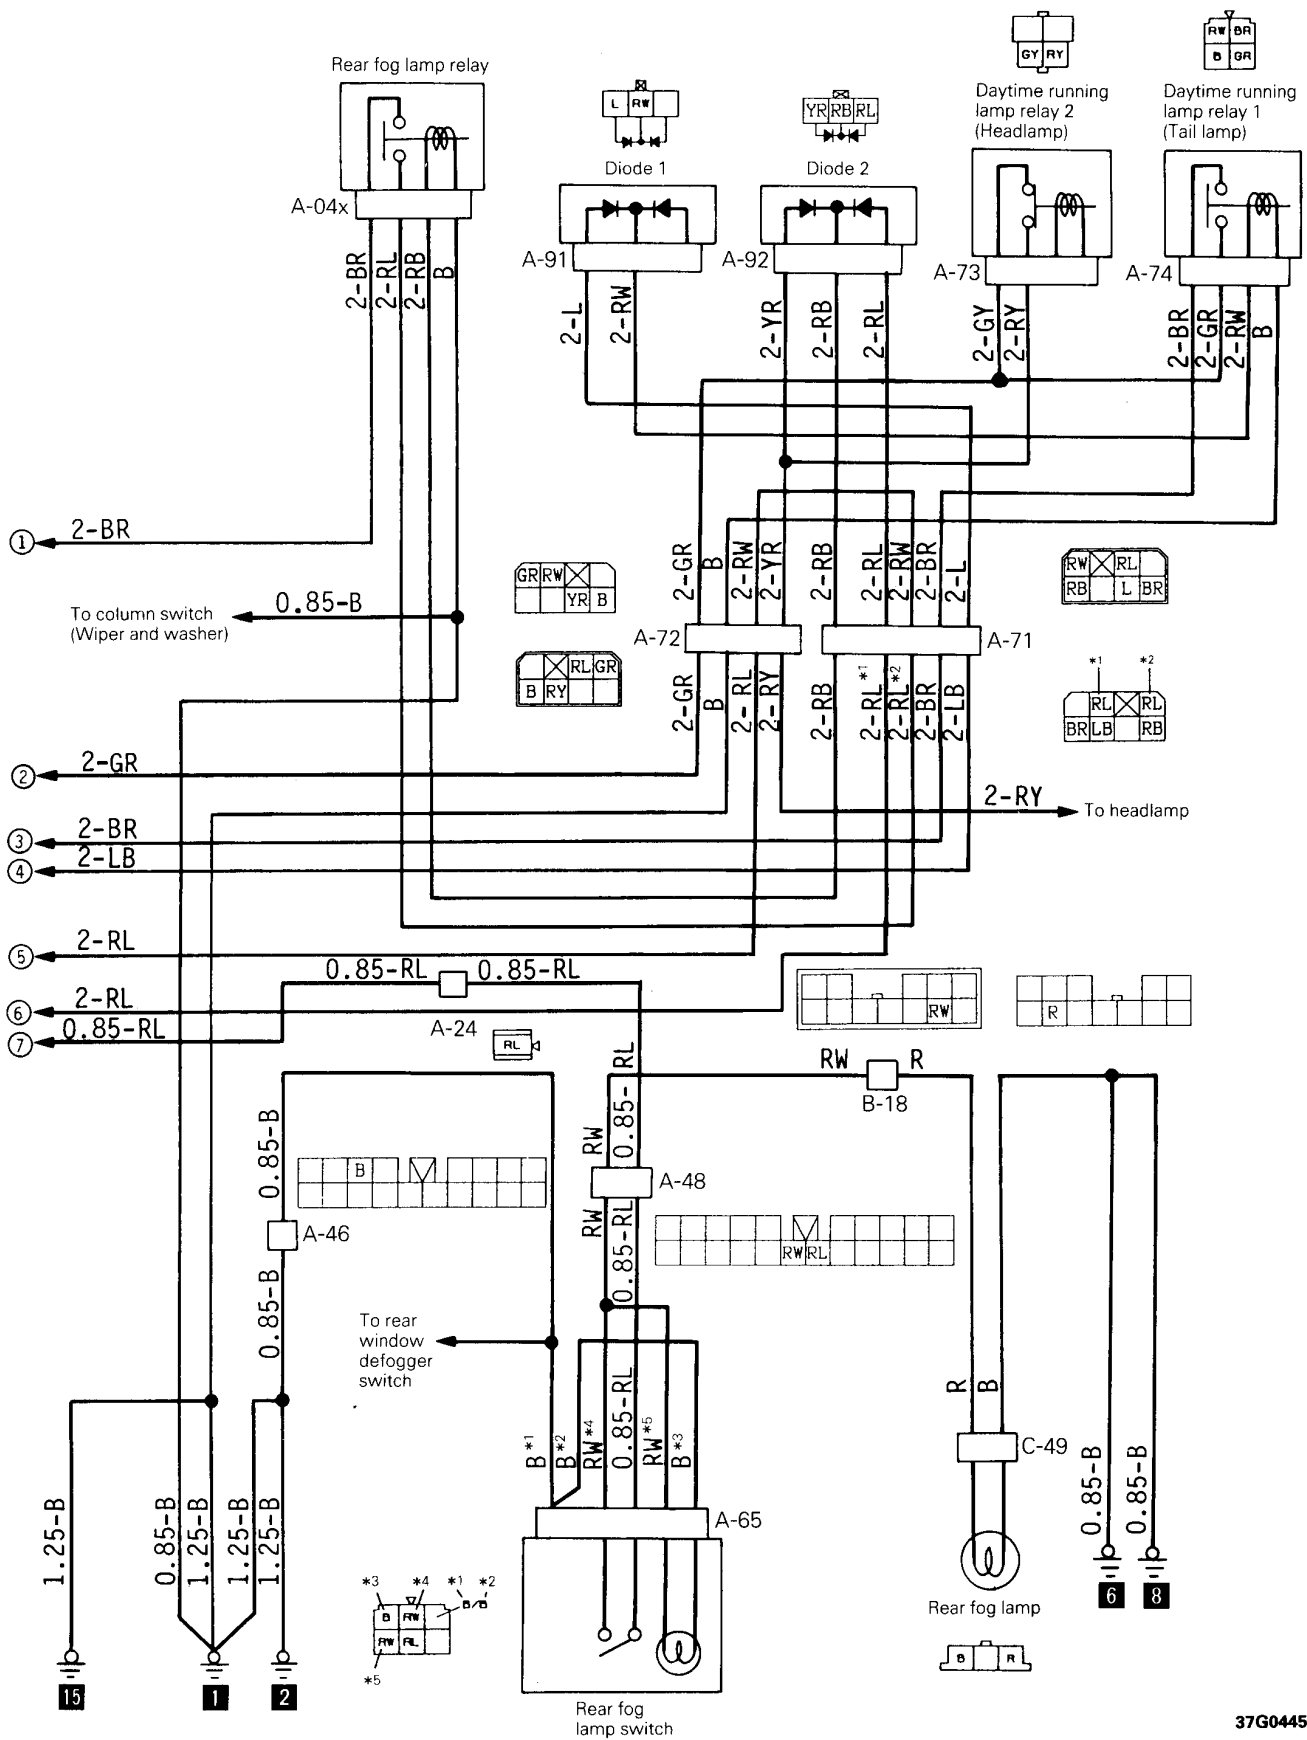 RW BR
B GR
GY RY
Rear fog lamp relay
L RW
YR RB RL
Daytime running
lamp relay 2
(Headlamp)
Daytime running
lamp relay 1
(Tail lamp)
Diode 1
Diode 2
A-04x
A-91
A-92
A-73
A-74
2-BR
2-RL
2-RB
B
2-L
2-RW
2-YR
2-RB
2-RL
2-GY
2-RY
2-BR
2-GR
2-RW
B
1
2-BR
2-GR
B
2-RW
2-YR
2-RB
2-RL
2-RW
2-BR
2-L
GR RW
YR B
RW RL
RB L BR
To column switch
(Wiper and washer)
0.85-B
A-72
A-71
RL GR
B RY
2-GR
B
2-RL
2-RY
2-RB
2-RL*1
2-RL*2
2-BR
2-LB
*1 *2
RL RL
BR LB RB
2
2-GR
2-RY
To headlamp
3
2-BR
4
2-LB
5
2-RL
0.85-RL
0.85-RL
6
2-RL
7
0.85-RL
A-24
RL
RW
R
RW
R
B-18
RW
0.85-RL
0.85-B
B
A-46
A-48
RW
0.85-RL
RW RL
0.85-B
To rear
window
defogger
switch
R
B
C-49
B*1
B*2
RW*4
0.85-RL
RW*5
B*3
A-65
1.25-B
0.85-B
1.25-B
1.25-B
1.25-B
0.85-B
0.85-B
*3 *4 *1 *2
B/B
B RW
RW RL
*5
Rear fog lamp
6
8
B R
15
1
2
Rear fog
lamp switch
37G0445